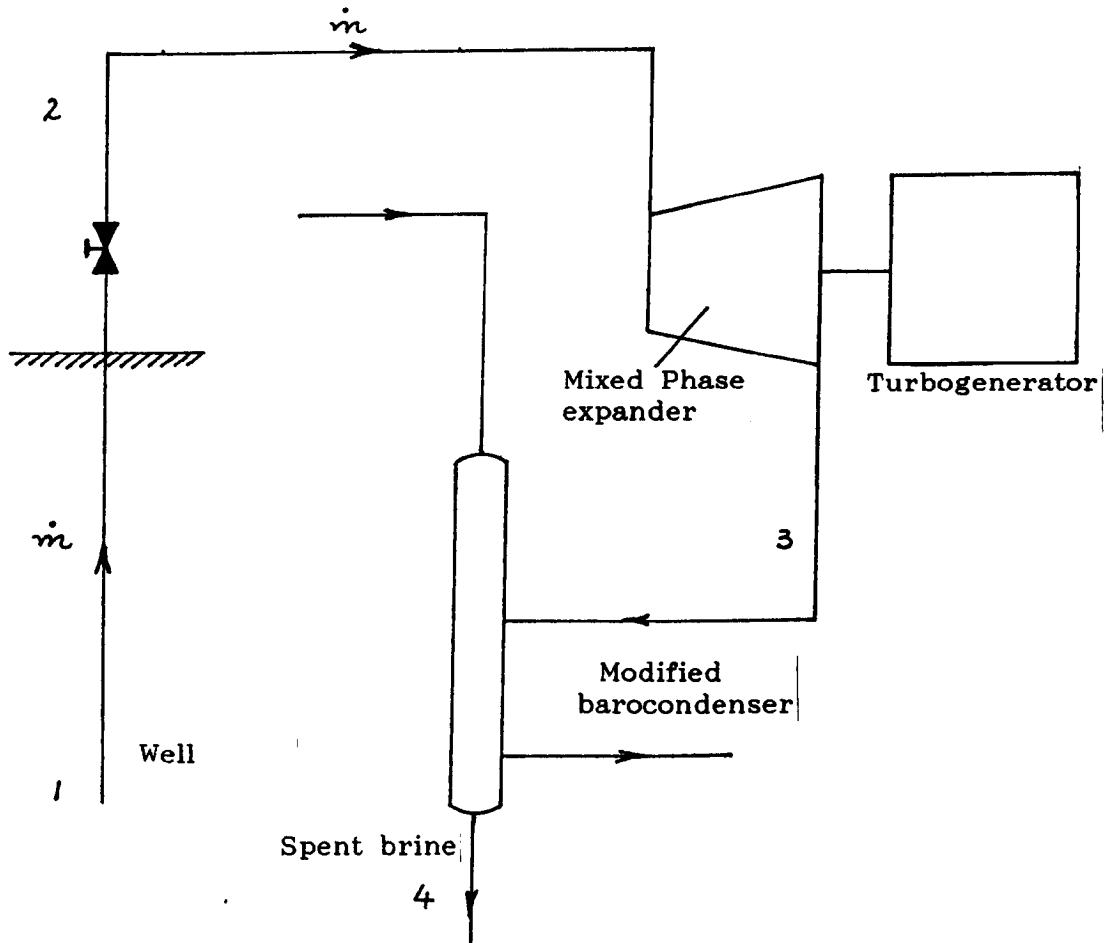 ṁ
2
Mixed Phase
expander
Turbogenerator
ṁ
3
Modified
barocondenser
Well
1
Spent brine
4